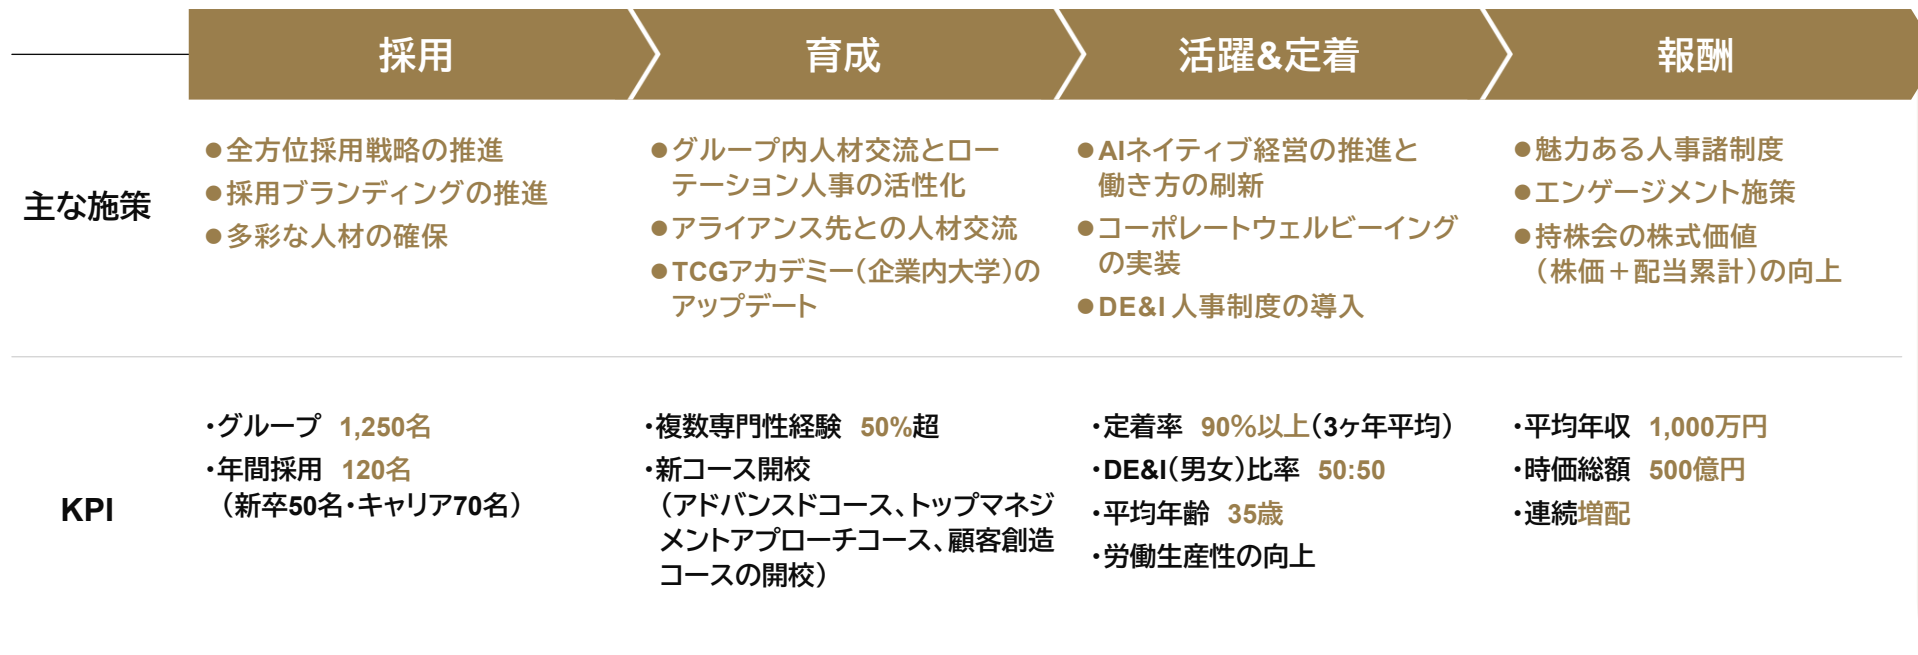 採用
育成
活躍&定着
報酬
主な施策
●全方位採用戦略の推進
●採用ブランディングの推進
●多彩な人材の確保
●グループ内人材交流とロー
テーション人事の活性化
●アライアンス先との人材交流
●TCGアカデミー(企業内大学)の
アップデート
●AIネイティブ経営の推進と
働き方の刷新
●コーポレートウェルビーイング
の実装
●DE&I 人事制度の導入
●魅力ある人事諸制度
●エンゲージメント施策
●持株会の株式価値
(株価+配当累計)の向上
KPI
・グループ 1,250名
・年間採用 120名
(新卒50名・キャリア70名)
・複数専門性経験 50%超
・新コース開校
(アドバンスドコース、トップマネジ
メントアプローチコース、顧客創造
コースの開校)
・定着率 90%以上(3ヶ年平均)
・DE&I(男女)比率 50:50
・平均年齢 35歳
・労働生産性の向上
・平均年収 1,000万円
・時価総額 500億円
・連続増配